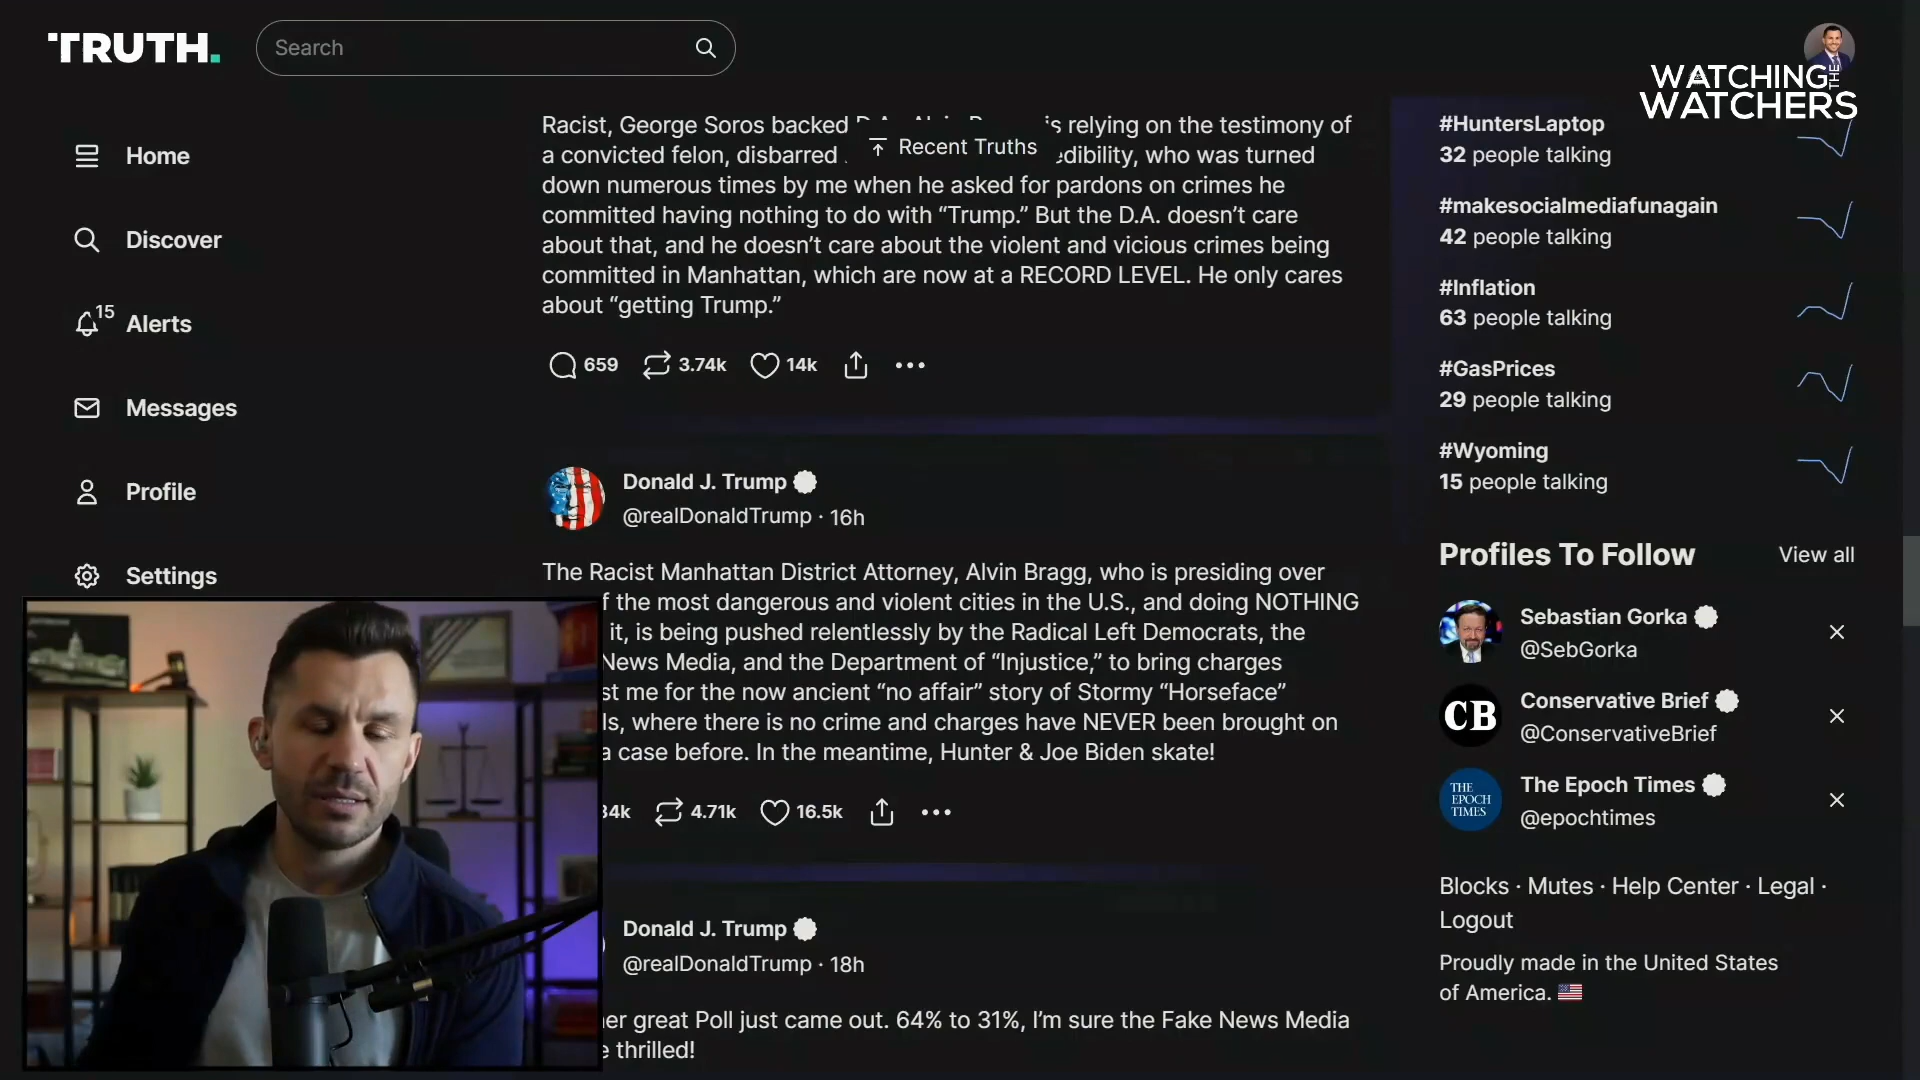 TRUTH.
Search
WATCHING THE
WATCHERS
Home
Discover
15
Alerts
Messages
Profile
Settings
Racist, George Soros backed is relying on the testimony of
a convicted felon, disbarred
Recent Truths
who was turned
down numerous times by me when he asked for pardons on crimes he
committed having nothing to do with “Trump.” But the D.A. doesn’t care
about that, and he doesn’t care about the violent and vicious crimes being
committed in Manhattan, which are now at a RECORD LEVEL. He only cares
about “getting Trump.”
659 3.74k 14k
Donald J. Trump
@realDonaldTrump · 16h
The Racist Manhattan District Attorney, Alvin Bragg, who is presiding over
the most dangerous and violent cities in the U.S., and doing NOTHING
it, is being pushed relentlessly by the Radical Left Democrats, the
News Media, and the Department of “Injustice,” to bring charges
me for the now ancient “no affair” story of Stormy “Horseface”
where there is no crime and charges have NEVER been brought on
a case before. In the meantime, Hunter & Joe Biden skate!
4.71k 16.5k
Donald J. Trump
@realDonaldTrump · 18h
great Poll just came out. 64% to 31%, I’m sure the Fake News Media
thrilled!
#HuntersLaptop
32 people talking
#makesocialmediafunagain
42 people talking
#Inflation
63 people talking
#GasPrices
29 people talking
#Wyoming
15 people talking
Profiles To Follow View all
Sebastian Gorka
@SebGorka
CB
Conservative Brief
@ConservativeBrief
THE
EPOCH
TIMES
The Epoch Times
@epochtimes
Blocks · Mutes · Help Center · Legal ·
Logout
Proudly made in the United States
of America.